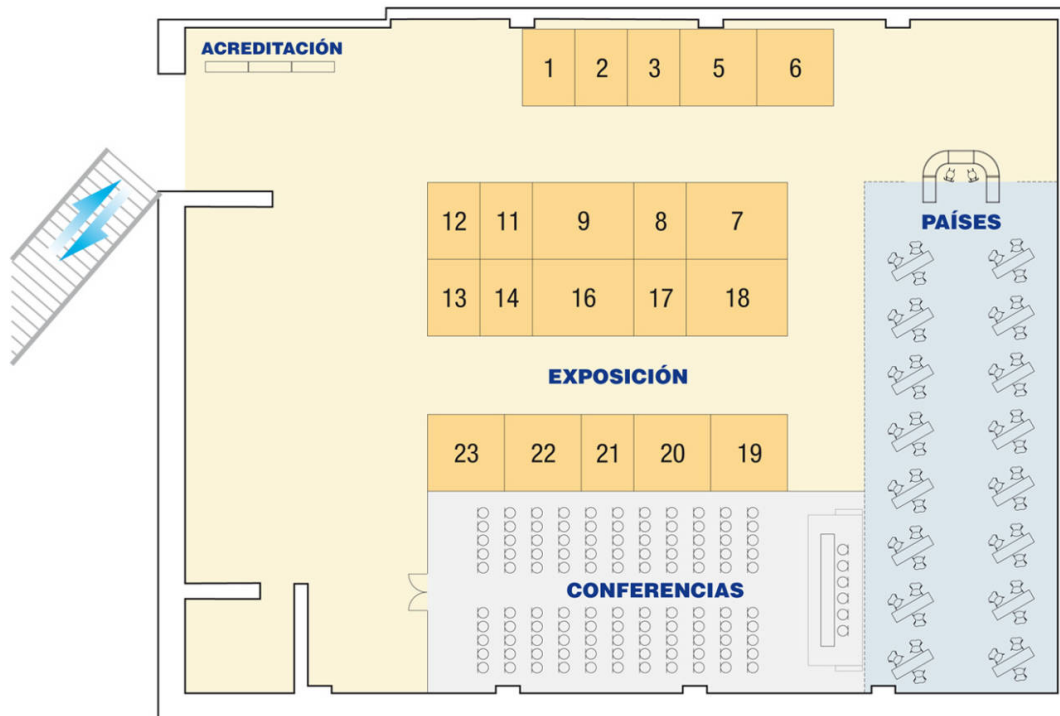 ACREDITACIÓN
1 2 3 5 6
PAÍSES
12 11 9 8 7
13 14 16 17 18
EXPOSICIÓN
23 22 21 20 19
CONFERENCIAS